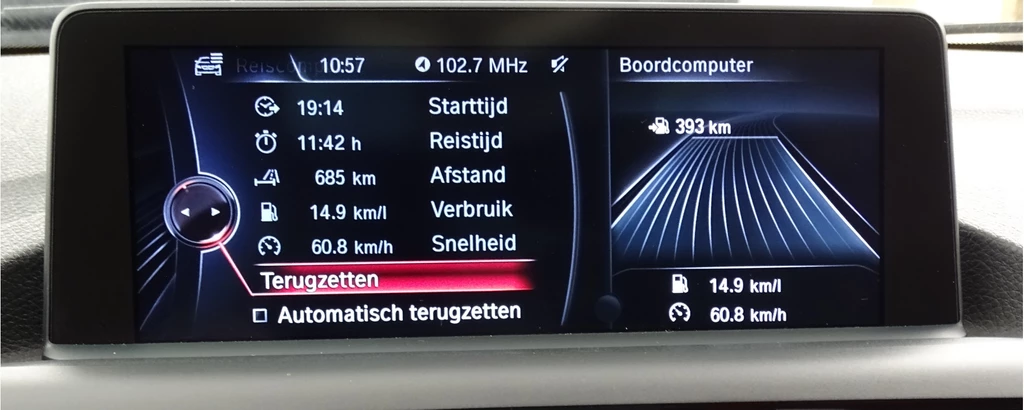 Reiscomp 10:57 102.7 MHz
19:14 Starttijd
11:42 h Reistijd
685 km Afstand
14.9 km/l Verbruik
60.8 km/h Snelheid
Terugzetten
Automatisch terugzetten
Boordcomputer
393 km
14.9 km/l
60.8 km/h